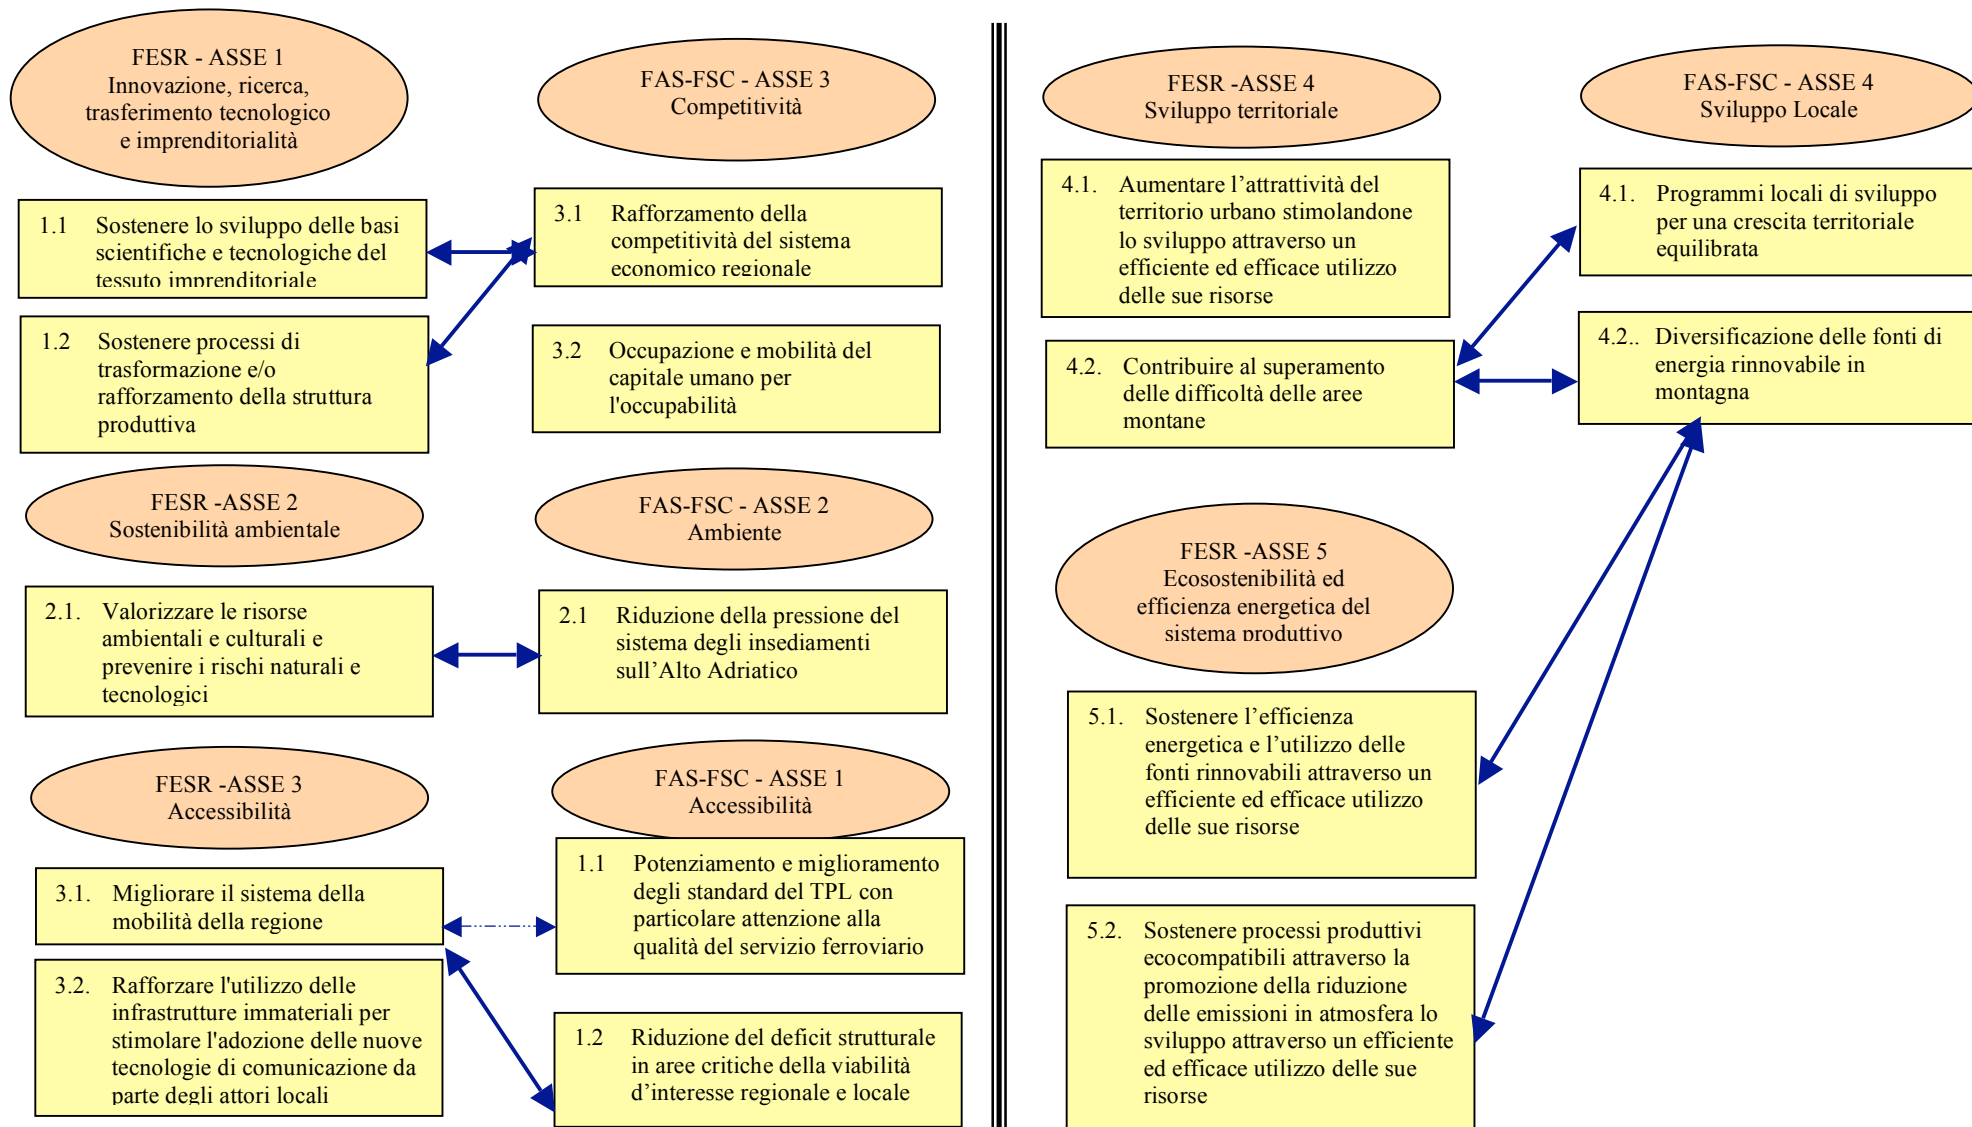 FESR - ASSE 1
Innovazione, ricerca,
trasferimento tecnologico
e imprenditorialità
FAS-FSC - ASSE 3
Competitività
1.1 Sostenere lo sviluppo delle basi
scientifiche e tecnologiche del
tessuto imprenditoriale
3.1 Rafforzamento della
competitività del sistema
economico regionale
1.2 Sostenere processi di
trasformazione e/o
rafforzamento della struttura
produttiva
3.2 Occupazione e mobilità del
capitale umano per
l'occupabilità
FESR -ASSE 2
Sostenibilità ambientale
FAS-FSC - ASSE 2
Ambiente
2.1. Valorizzare le risorse
ambientali e culturali e
prevenire i rischi naturali e
tecnologici
2.1 Riduzione della pressione del
sistema degli insediamenti
sull’Alto Adriatico
FESR -ASSE 3
Accessibilità
FAS-FSC - ASSE 1
Accessibilità
3.1. Migliorare il sistema della
mobilità della regione
1.1 Potenziamento e miglioramento
degli standard del TPL con
particolare attenzione alla
qualità del servizio ferroviario
3.2. Rafforzare l'utilizzo delle
infrastrutture immateriali per
stimolare l'adozione delle nuove
tecnologie di comunicazione da
parte degli attori locali
1.2 Riduzione del deficit strutturale
in aree critiche della viabilità
d’interesse regionale e locale
FESR -ASSE 4
Sviluppo territoriale
FAS-FSC - ASSE 4
Sviluppo Locale
4.1. Aumentare l’attrattività del
territorio urbano stimolandone
lo sviluppo attraverso un
efficiente ed efficace utilizzo
delle sue risorse
4.1. Programmi locali di sviluppo
per una crescita territoriale
equilibrata
4.2. Contribuire al superamento
delle difficoltà delle aree
montane
4.2.. Diversificazione delle fonti di
energia rinnovabile in
montagna
FESR -ASSE 5
Ecosostenibilità ed
efficienza energetica del
sistema produttivo
5.1. Sostenere l’efficienza
energetica e l’utilizzo delle
fonti rinnovabili attraverso un
efficiente ed efficace utilizzo
delle sue risorse
5.2. Sostenere processi produttivi
ecocompatibili attraverso la
promozione della riduzione
delle emissioni in atmosfera lo
sviluppo attraverso un efficiente
ed efficace utilizzo delle sue
risorse